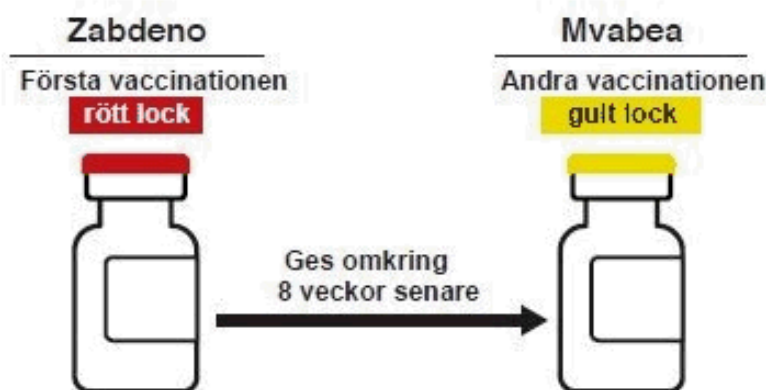 Zabdeno
Första vaccinationen
rött lock
Mvabea
Andra vaccinationen
gult lock
Ges omkring
8 veckor senare